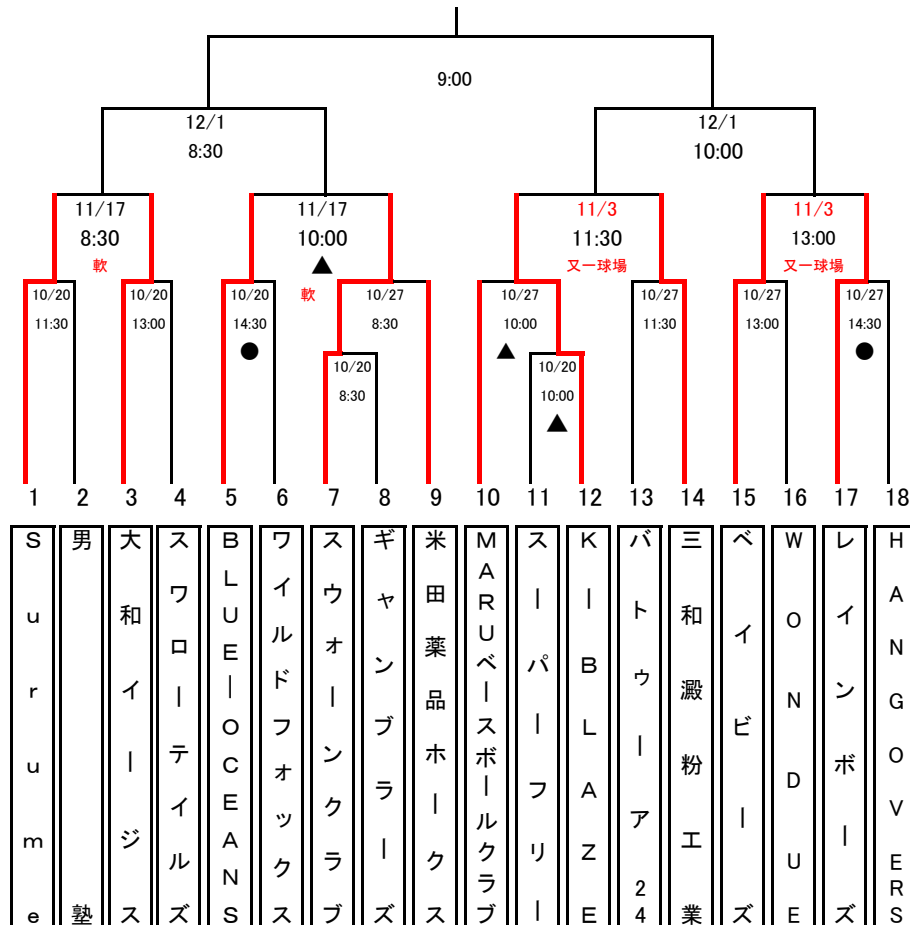 9:00
12/1
8:30
12/1
10:00
11/17
8:30
軟
11/17
10:00
▲
軟
11/3
11:30
又一球場
11/3
13:00
又一球場
10/20
11:30
10/20
13:00
10/20
14:30
●
10/27
8:30
10/27
10:00
▲
10/27
11:30
10/27
13:00
10/27
14:30
●
10/20
8:30
10/20
10:00
▲
1 2 3 4 5 6 7 8 9 10 11 12 13 14 15 16 17 18
Surume
男塾
大和イージス
スワローテイルズ
BLUE―OCEANS
ワイルドフォックス
スウォーンクラブ
ギャンブラーズ
米田薬品ホークス
MARUベースボールクラブ
スーパーフリー
K―BLAZE
バトゥーア24
三和澱粉工業
ベイビーズ
WONDUE
レインボーズ
HANGOVERS